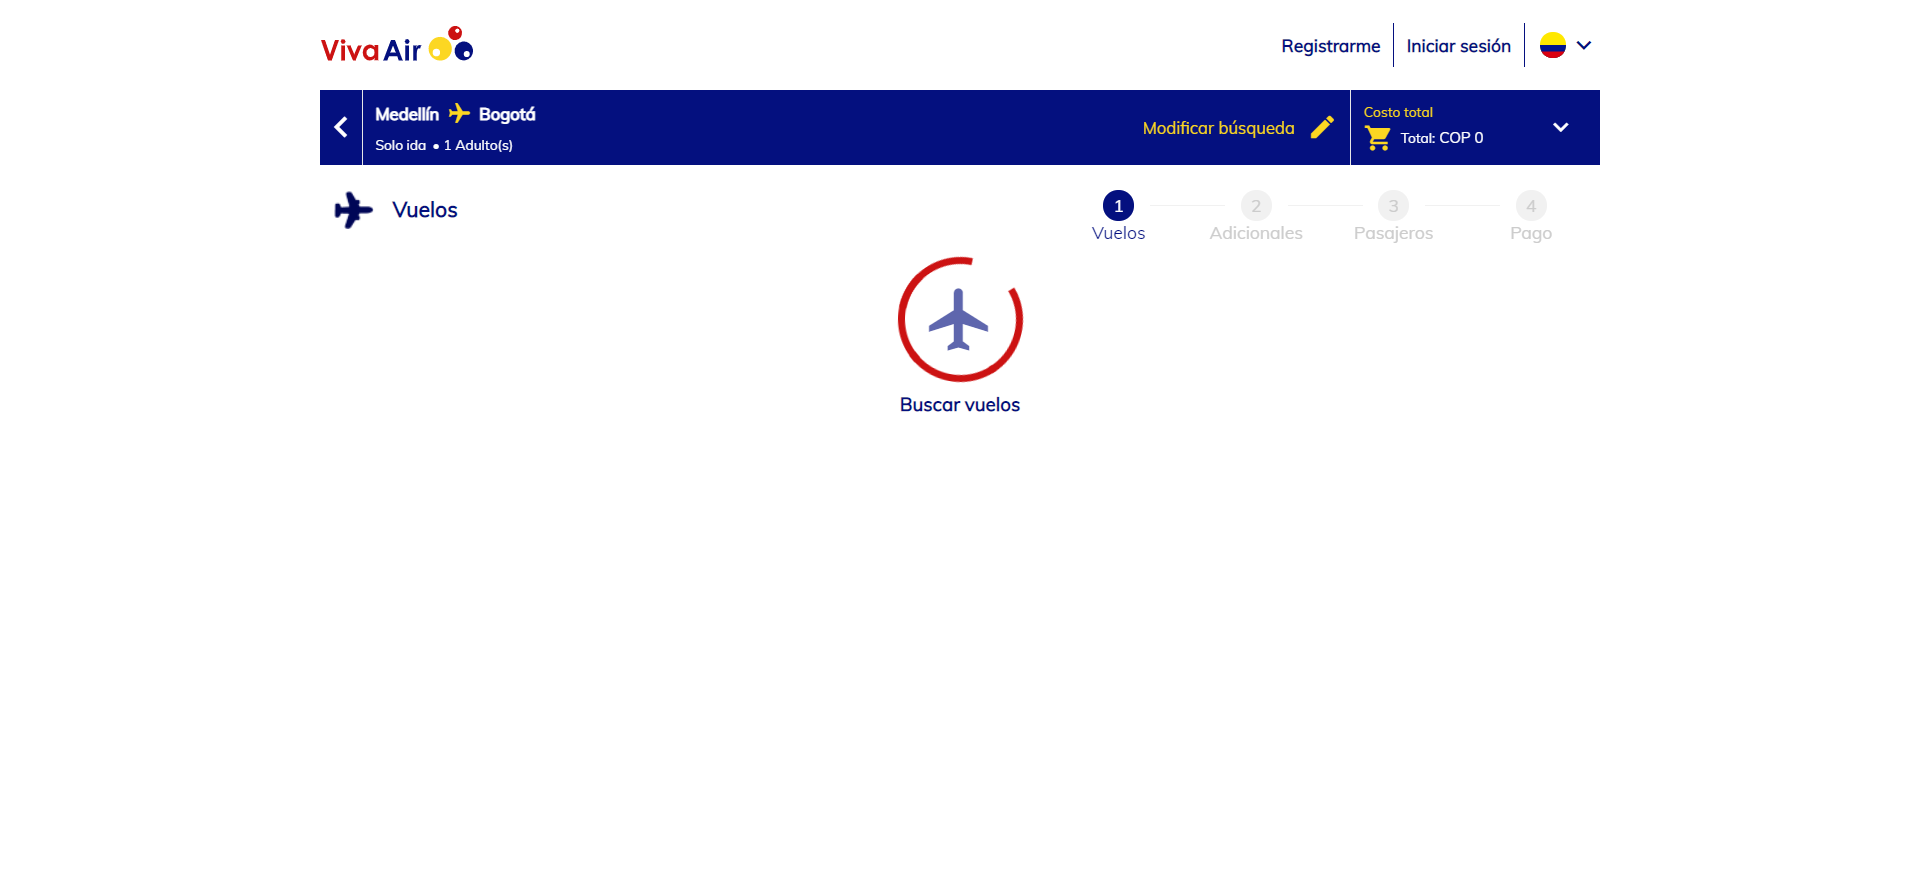 Viva Air
Registrarme
Iniciar sesión
Medellín Bogotá
Solo ida • 1 Adulto(s)
Modificar búsqueda
Costo total
Total: COP 0
Vuelos
1
Vuelos
2
Adicionales
3
Pasajeros
4
Pago
Buscar vuelos